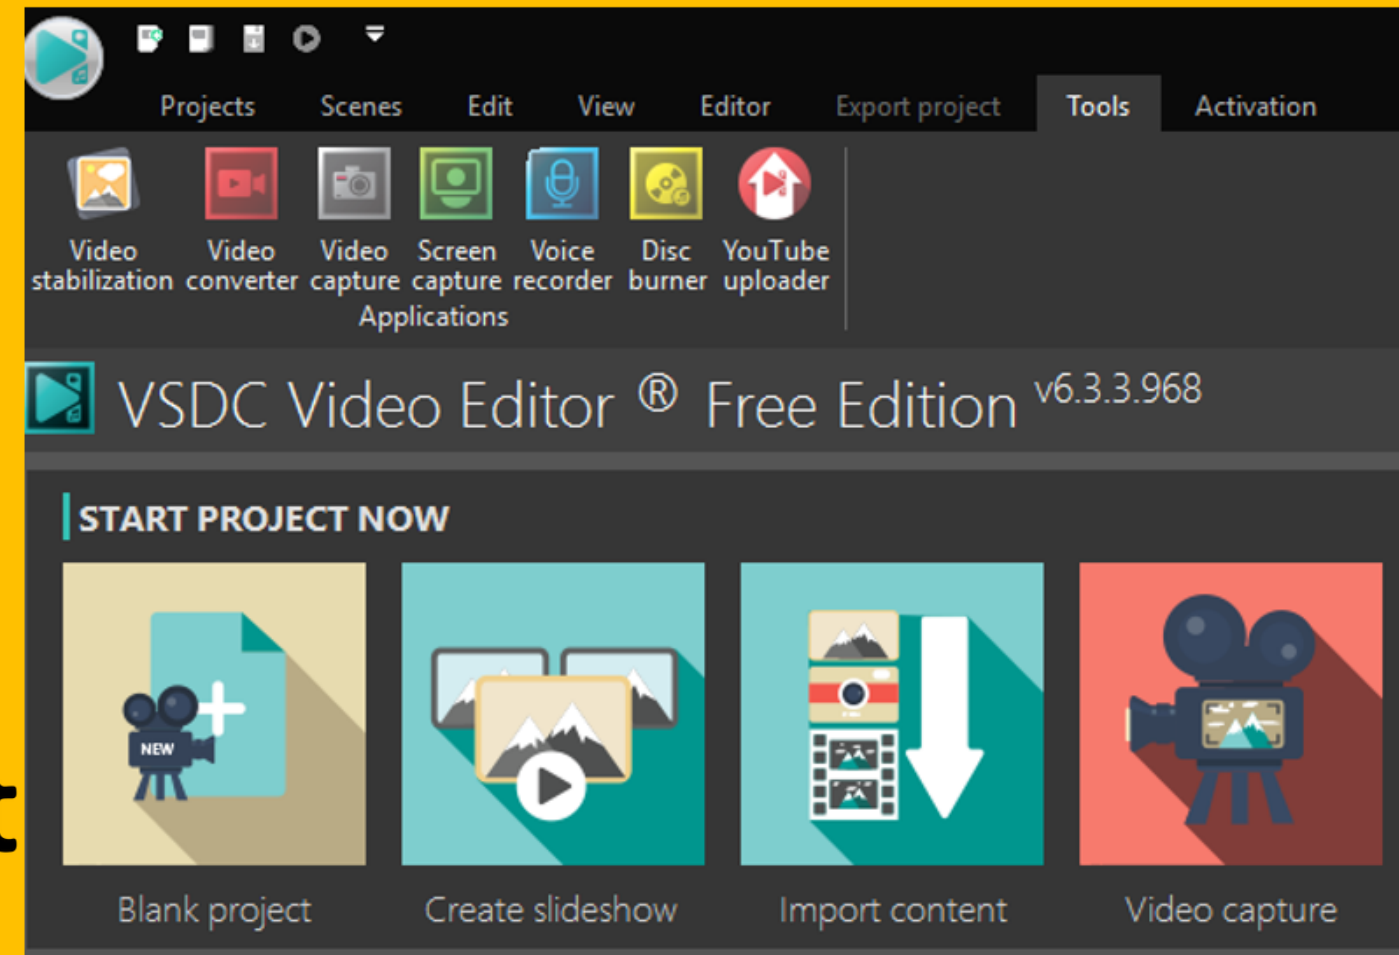 Projects Scenes Edit View Editor Export project Tools Activation
Video stabilization
Video converter
Video capture
Screen capture
Voice recorder
Disc burner
YouTube uploader
Applications
VSDC Video Editor ® Free Edition v6.3.3.968
START PROJECT NOW
NEW
Blank project
Create slideshow
Import content
Video capture